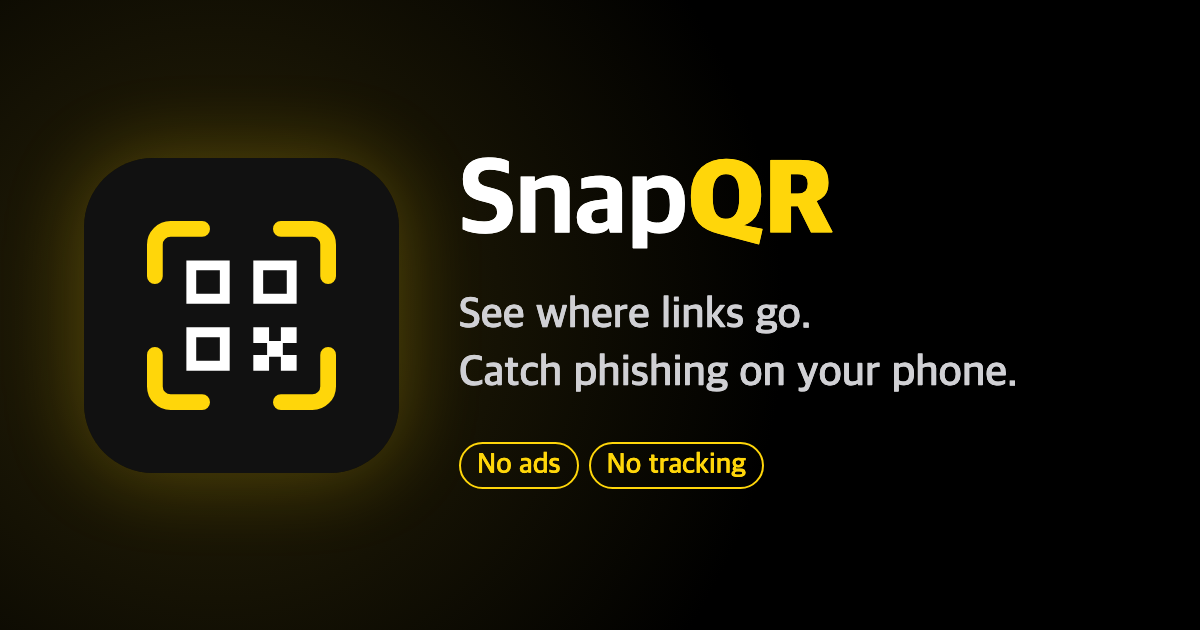 SnapQR
See where links go.
Catch phishing on your phone.
No ads
No tracking